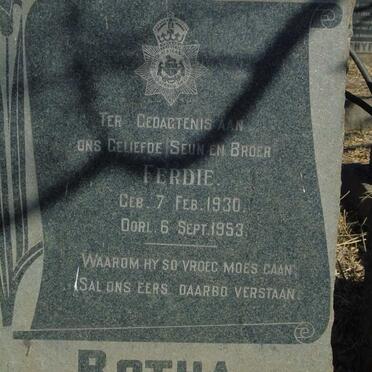 TER GEDAGTENIS AAN
ONS GELIEFDE SEUN EN BROER
FERDIE.
GEB. 7 FEB. 1930.
OORL. 6 SEPT. 1953.
WAAROM HY SO VROEG MOES GAAN
SAL ONS EERS DAARBO VERSTAAN.
BOTHA